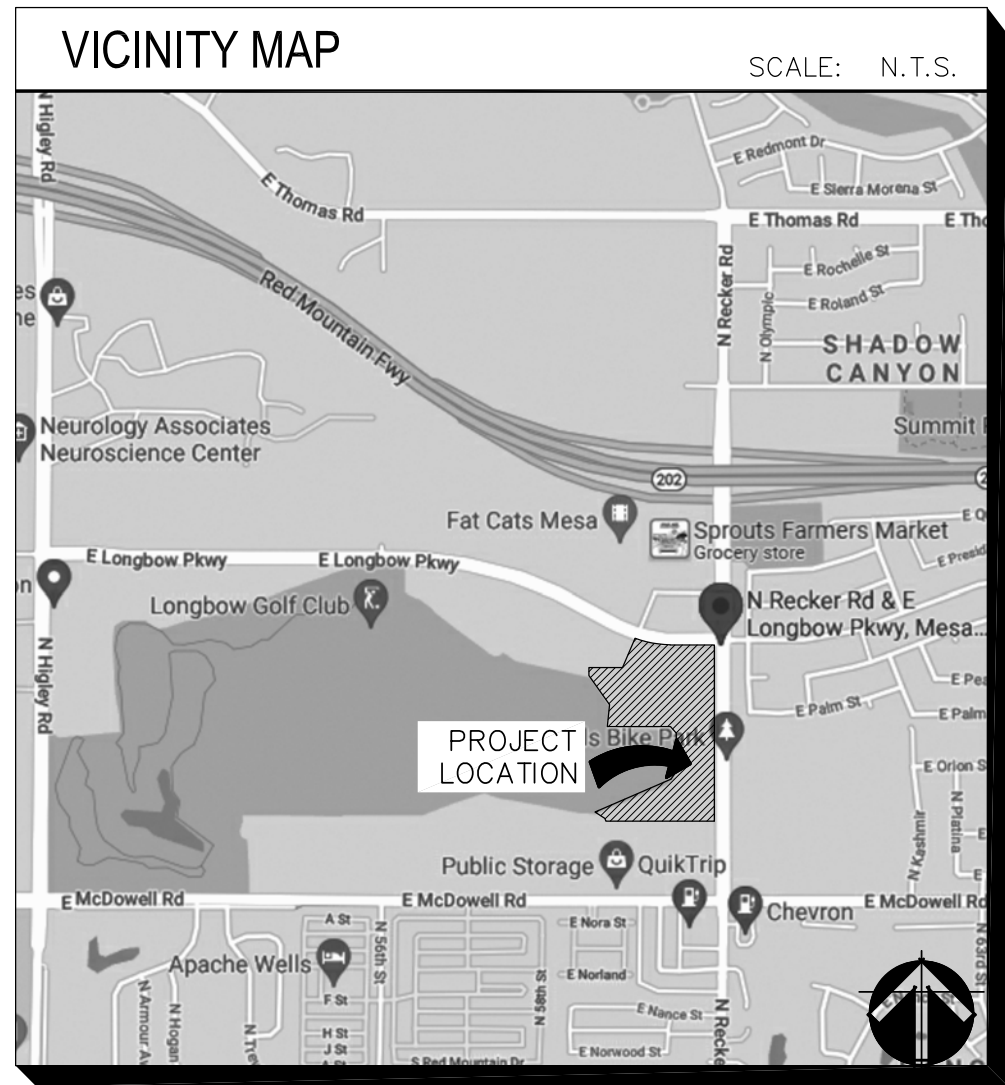 VICINITY MAP
SCALE: N.T.S.
N Higley Rd
E Redmont Dr
E Sierra Morena St
E Thomas Rd
E Thomas Rd
N Recker Rd
E Rochelle St
E Roland St
N Olympic
Red Mountain Fwy
SHADOW
CANYON
Neurology Associates
Neuroscience Center
Summit
202
Fat Cats Mesa
Sprouts Farmers Market
Grocery store
E Longbow Pkwy
E Longbow Pkwy
Longbow Golf Club
N Recker Rd & E
Longbow Pkwy, Mesa...
N Higley Rd
E Palm St
E Palm
PROJECT
LOCATION
Bike Park
E Orion S
N Kashmir
N Platina
Public Storage
QuikTrip
E McDowell Rd
E McDowell Rd
Chevron
E McDowell Rd
A St
N 56th St
E Nora St
Apache Wells
F St
N 58th St
E Norland
N 63rd St
N Armour Av
N Hogan
N Trev
H St
J St
E Nance St
E Norwood St
N Recke
S Red Mountain Dr